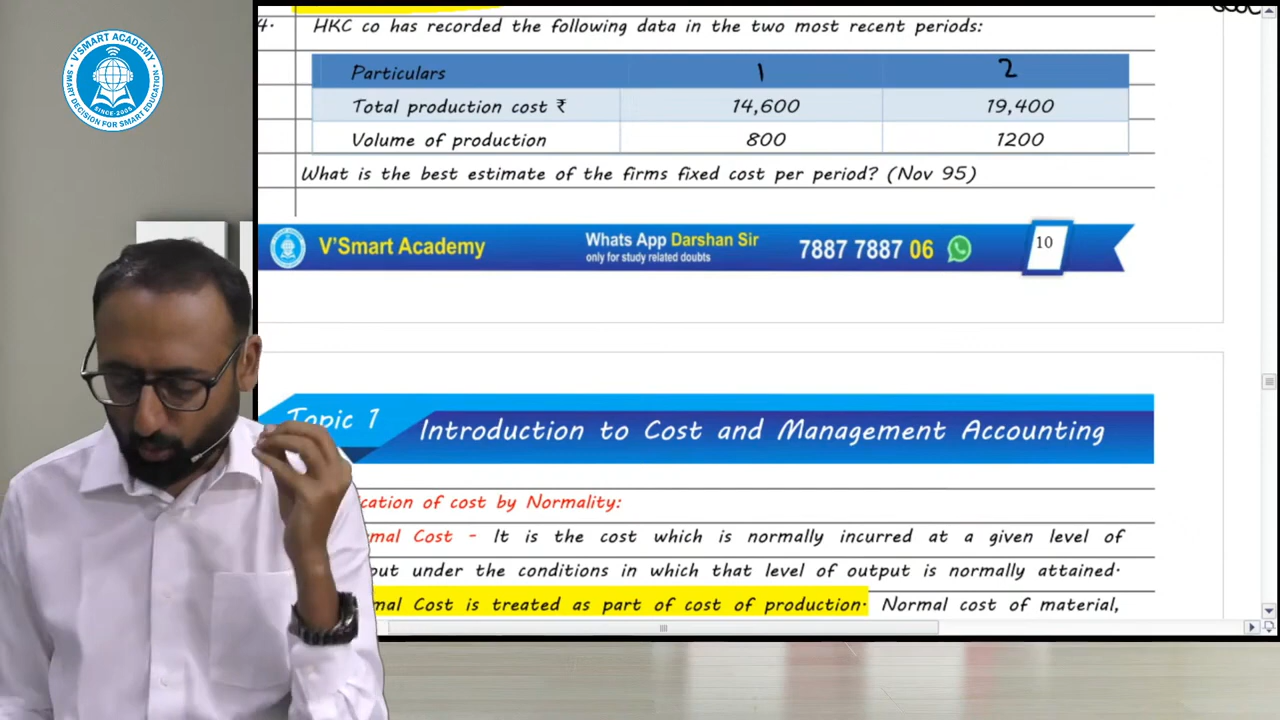 4. HKC co has recorded the following data in the two most recent periods:
Particulars 1 2
Total production cost ₹ 14,600 19,400
Volume of production 800 1200
What is the best estimate of the firms fixed cost per period? (Nov 95)
V'Smart Academy
Whats App Darshan Sir
only for study related doubts
7887 7887 06
10
Topic 1
Introduction to Cost and Management Accounting
cation of cost by Normality:
mal Cost - It is the cost which is normally incurred at a given level of
put under the conditions in which that level of output is normally attained.
mal Cost is treated as part of cost of production. Normal cost of material,
V'SMART ACADEMY
SINCE-2005
SMART DECISION FOR SMART EDUCATION